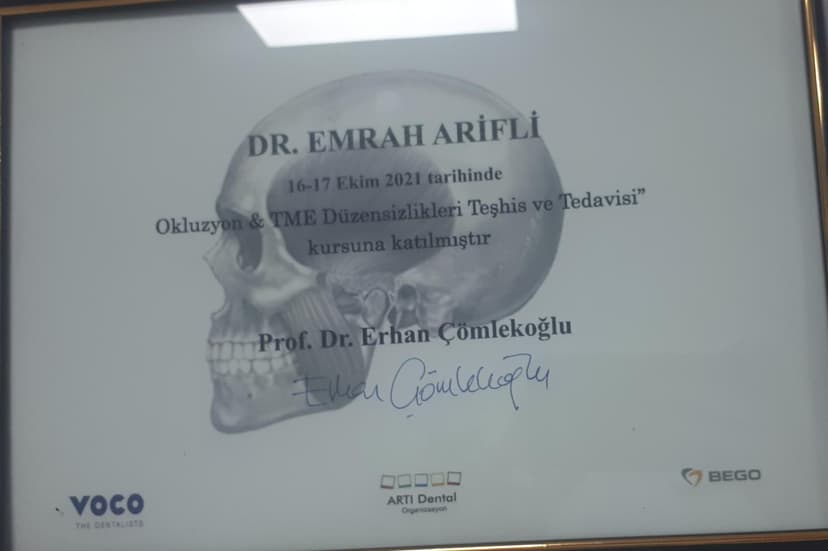 DR. EMRAH ARİFLİ
16-17 Ekim 2021 tarihinde
Okluzyon & TME Düzensizlikleri Teşhis ve Tedavisi”
kursuna katılmıştır
Prof. Dr. Erhan Çömlekoğlu
Erhan Çömlekoğlu
VOCO
THE DENTALISTS
ARTI Dental
Organizasyon
BEGO